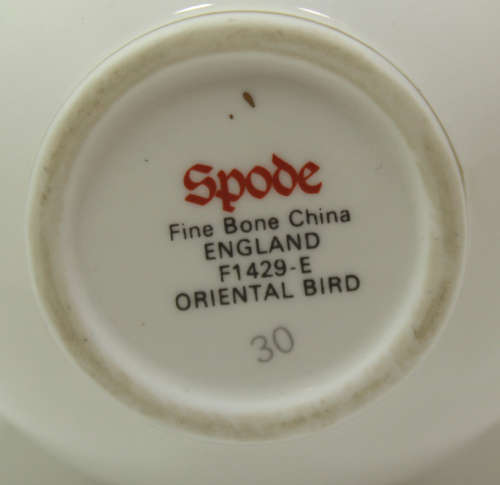 Spode
Fine Bone China
ENGLAND
F1429-E
ORIENTAL BIRD
30